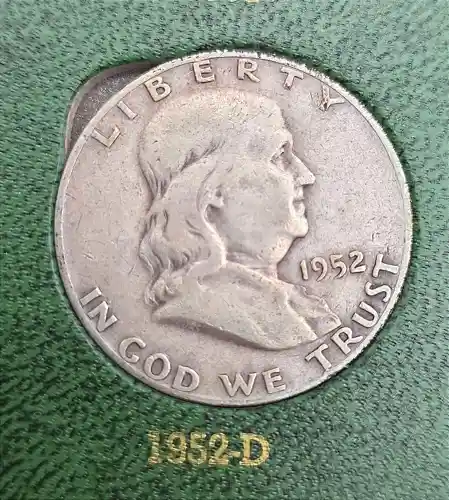 LIBERTY
1952
IN GOD WE TRUST
1952-D